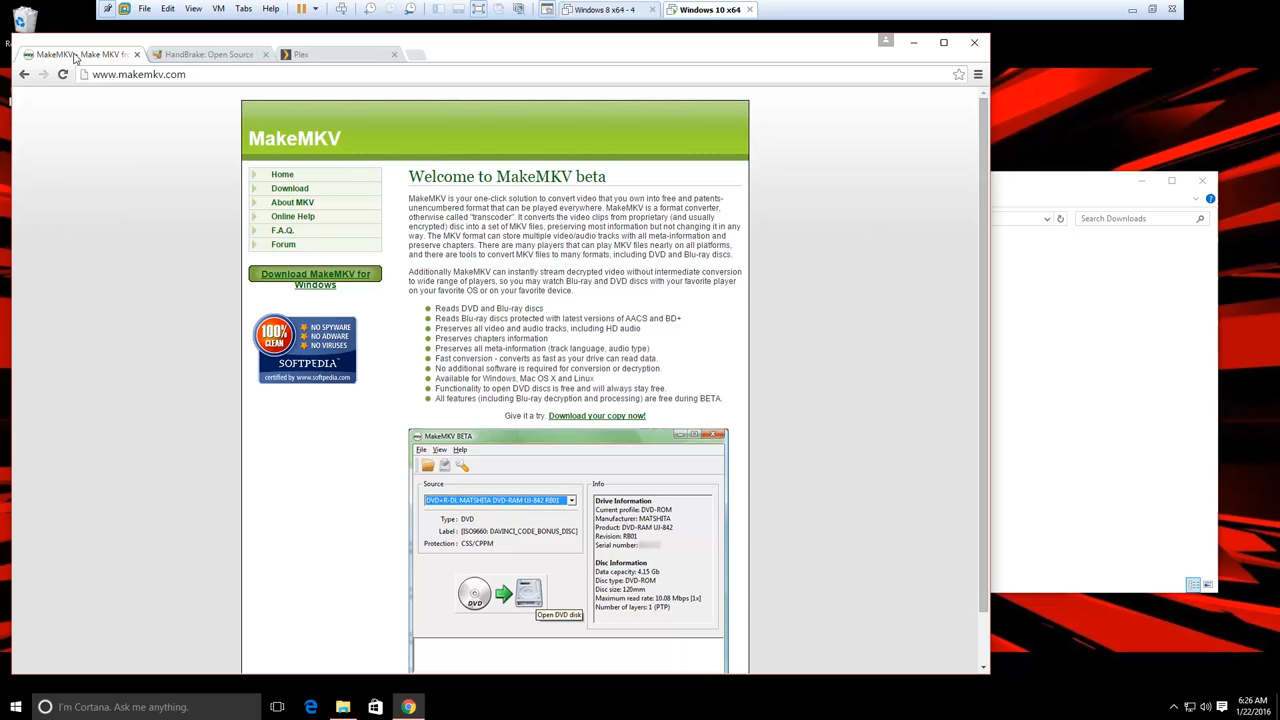 File Edit View VM Tabs Help
Windows 8 x64 - 4
Windows 10 x64
MakeMKV - Make MKV fr
HandBrake: Open Source
Plex
www.makemkv.com
MakeMKV
Home
Download
About MKV
Online Help
F.A.Q.
Forum
Download MakeMKV for
Windows
100%
CLEAN
NO SPYWARE
NO ADWARE
NO VIRUSES
SOFTPEDIA
certified by www.softpedia.com
Welcome to MakeMKV beta
MakeMKV is your one-click solution to convert video that you own into free and patents-
unencumbered format that can be played everywhere. MakeMKV is a format converter,
otherwise called "transcoder". It converts the video clips from proprietary (and usually
encrypted) disc into a set of MKV files, preserving most information but not changing it in any
way. The MKV format can store multiple video/audio tracks with all meta-information and
preserve chapters. There are many players that can play MKV files nearly on all platforms,
and there are tools to convert MKV files to many formats, including DVD and Blu-ray discs.
Additionally MakeMKV can instantly stream decrypted video without intermediate conversion
to wide range of players, so you may watch Blu-ray and DVD discs with your favorite player
on your favorite OS or on your favorite device.
Reads DVD and Blu-ray discs
Reads Blu-ray discs protected with latest versions of AACS and BD+
Preserves all video and audio tracks, including HD audio
Preserves chapters information
Preserves all meta-information (track language, audio type)
Fast conversion - converts as fast as your drive can read data.
No additional software is required for conversion or decryption.
Available for Windows, Mac OS X and Linux
Functionality to open DVD discs is free and will always stay free.
All features (including Blu-ray decryption and processing) are free during BETA.
Give it a try. Download your copy now!
MakeMKV BETA
File View Help
Source
DVD+R-DL MATSHITA DVD-RAM UJ-842 RB01
Type : DVD
Label : [ISO9660: DAVINCI_CODE_BONUS_DISC]
Protection : CSS/CPPM
DVD
Open DVD disk
Info
Drive Information
Current profile: DVD-ROM
Manufacturer: MATSHITA
Product: DVD-RAM UJ-842
Revision: RB01
Serial number:
Disc Information
Data capacity: 4.15 Gb
Disc type: DVD-ROM
Disc size: 120mm
Maximum read rate: 10.08 Mbps [1x]
Number of layers: 1 (PTP)
Search Downloads
I'm Cortana. Ask me anything.
6:26 AM
1/22/2016